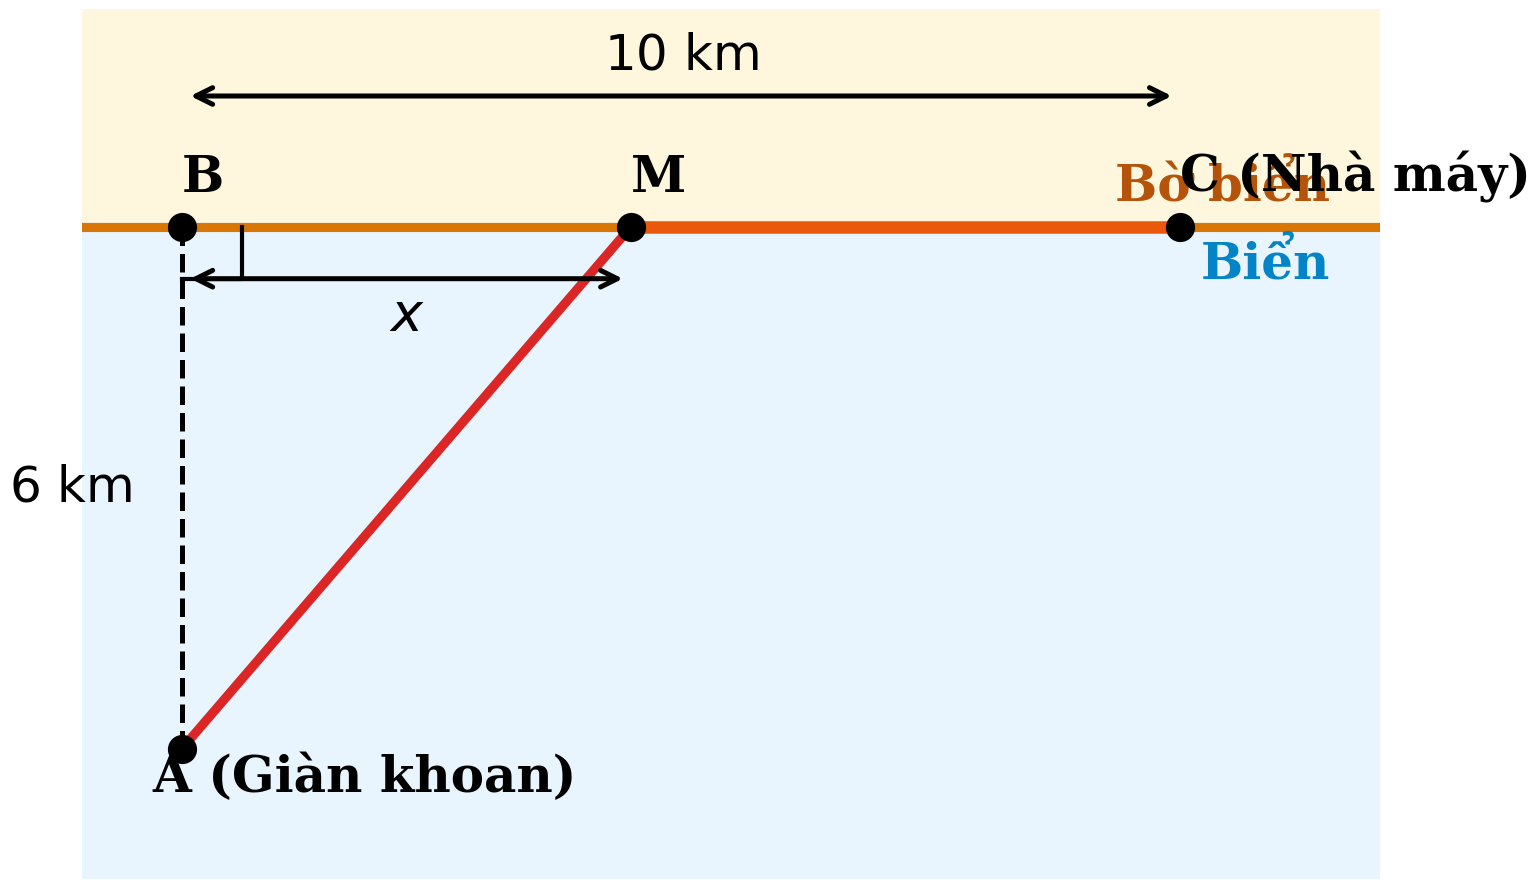 10 km
B
M
C (Nhà máy)
Bờ biển
Biển
x
6 km
A (Giàn khoan)